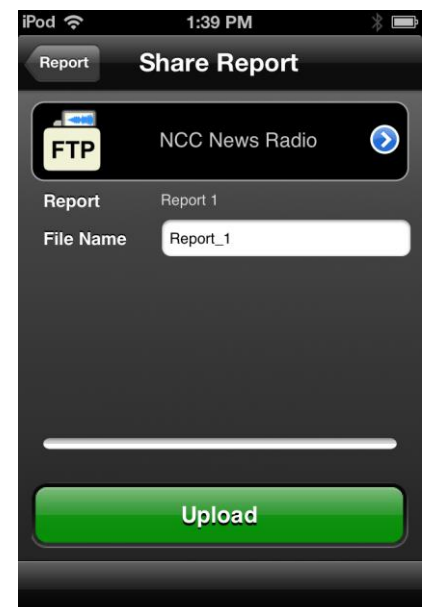 iPod 1:39 PM
Report Share Report
FTP NCC News Radio
Report Report 1
File Name Report_1
Upload